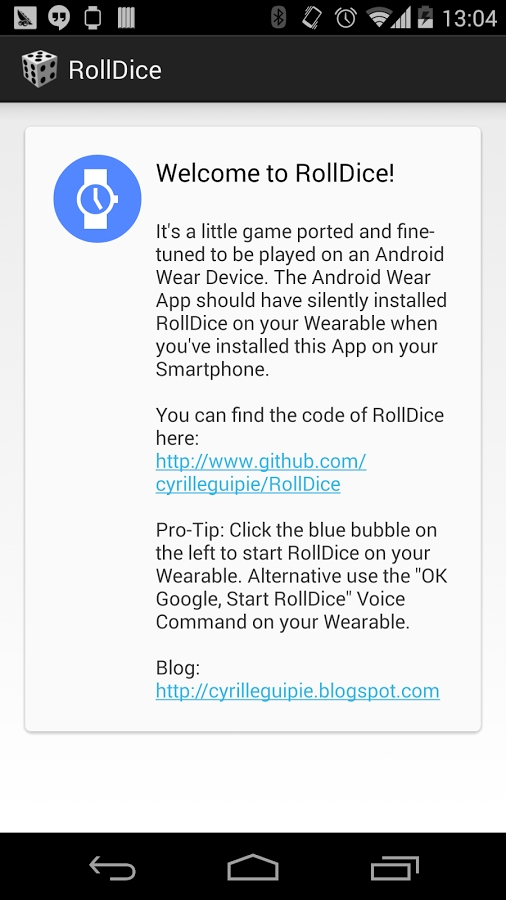 13:04
RollDice
Welcome to RollDice!
It's a little game ported and fine-
tuned to be played on an Android
Wear Device. The Android Wear
App should have silently installed
RollDice on your Wearable when
you've installed this App on your
Smartphone.
You can find the code of RollDice
here:
http://www.github.com/
cyrilleguipie/RollDice
Pro-Tip: Click the blue bubble on
the left to start RollDice on your
Wearable. Alternative use the "OK
Google, Start RollDice" Voice
Command on your Wearable.
Blog:
http://cyrilleguipie.blogspot.com